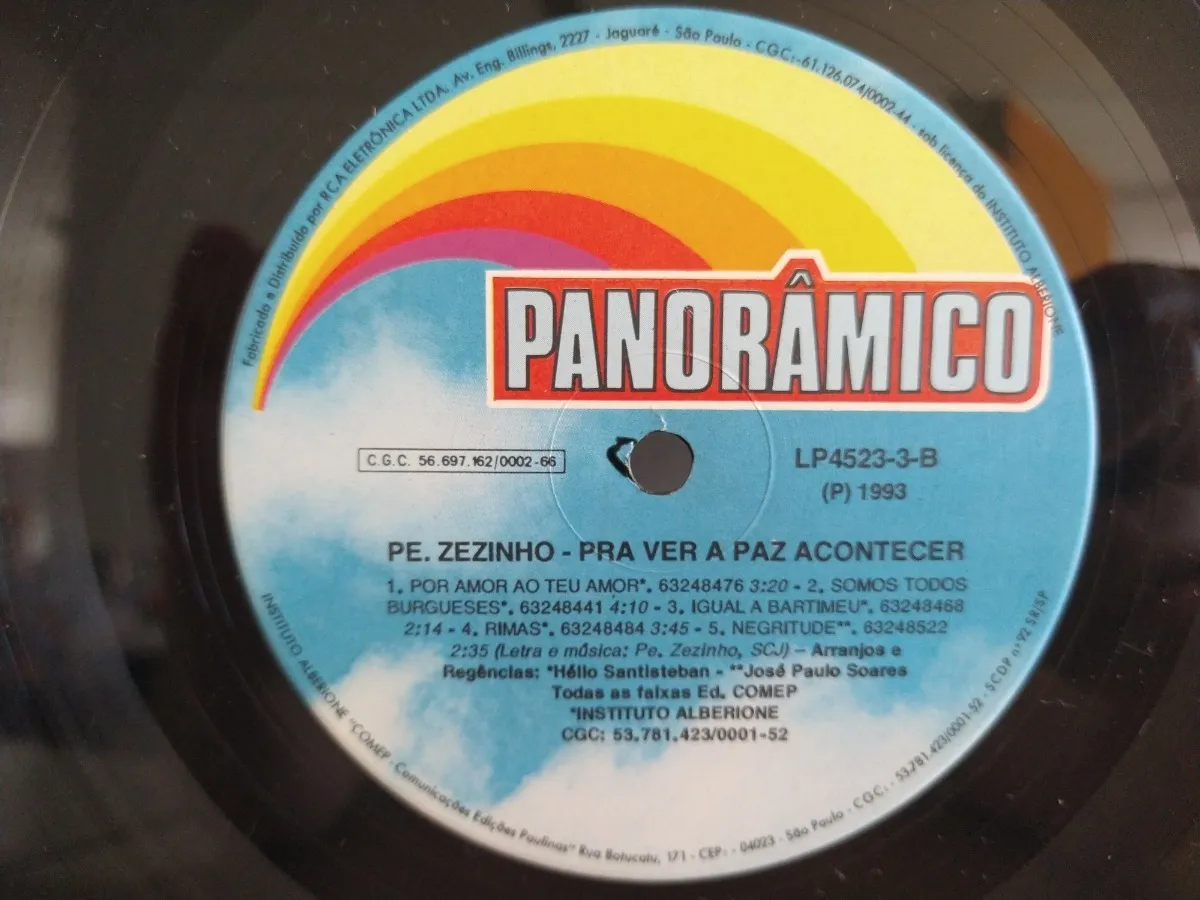 Fabricado e Distribuído por RCA ELETRÔNICA LTDA. Av. Eng. Billings, 2227 - Jaguaré - São Paulo - CGC:-61.126.074/0002-44 - sob licença do INSTITUTO ALBERIONE
PANORÂMICO
C.G.C. 56.697.162/0002-66
LP4523-3-B
(P) 1993
PE. ZEZINHO - PRA VER A PAZ ACONTECER
1. POR AMOR AO TEU AMOR*. 63248476 3:20 - 2. SOMOS TODOS
BURGUESES*. 63248441 4:10 - 3. IGUAL A BARTIMEU*. 63248468
2:14 - 4. RIMAS*. 63248484 3:45 - 5. NEGRITUDE**. 63248522
2:35 (Letra e música: Pe. Zezinho, SCJ) – Arranjos e
Regências: *Hélio Santisteban - **José Paulo Soares
Todas as faixas Ed. COMEP
*INSTITUTO ALBERIONE
CGC: 53.781.423/0001-52
INSTITUTO ALBERIONE "COMEP - Comunicações Edições Paulinas" Rua Botucatu, 171 - CEP: - 04023 - São Paulo - CGC: - 53.781.423/0001-52 - SCDP nº 92 SR/SP